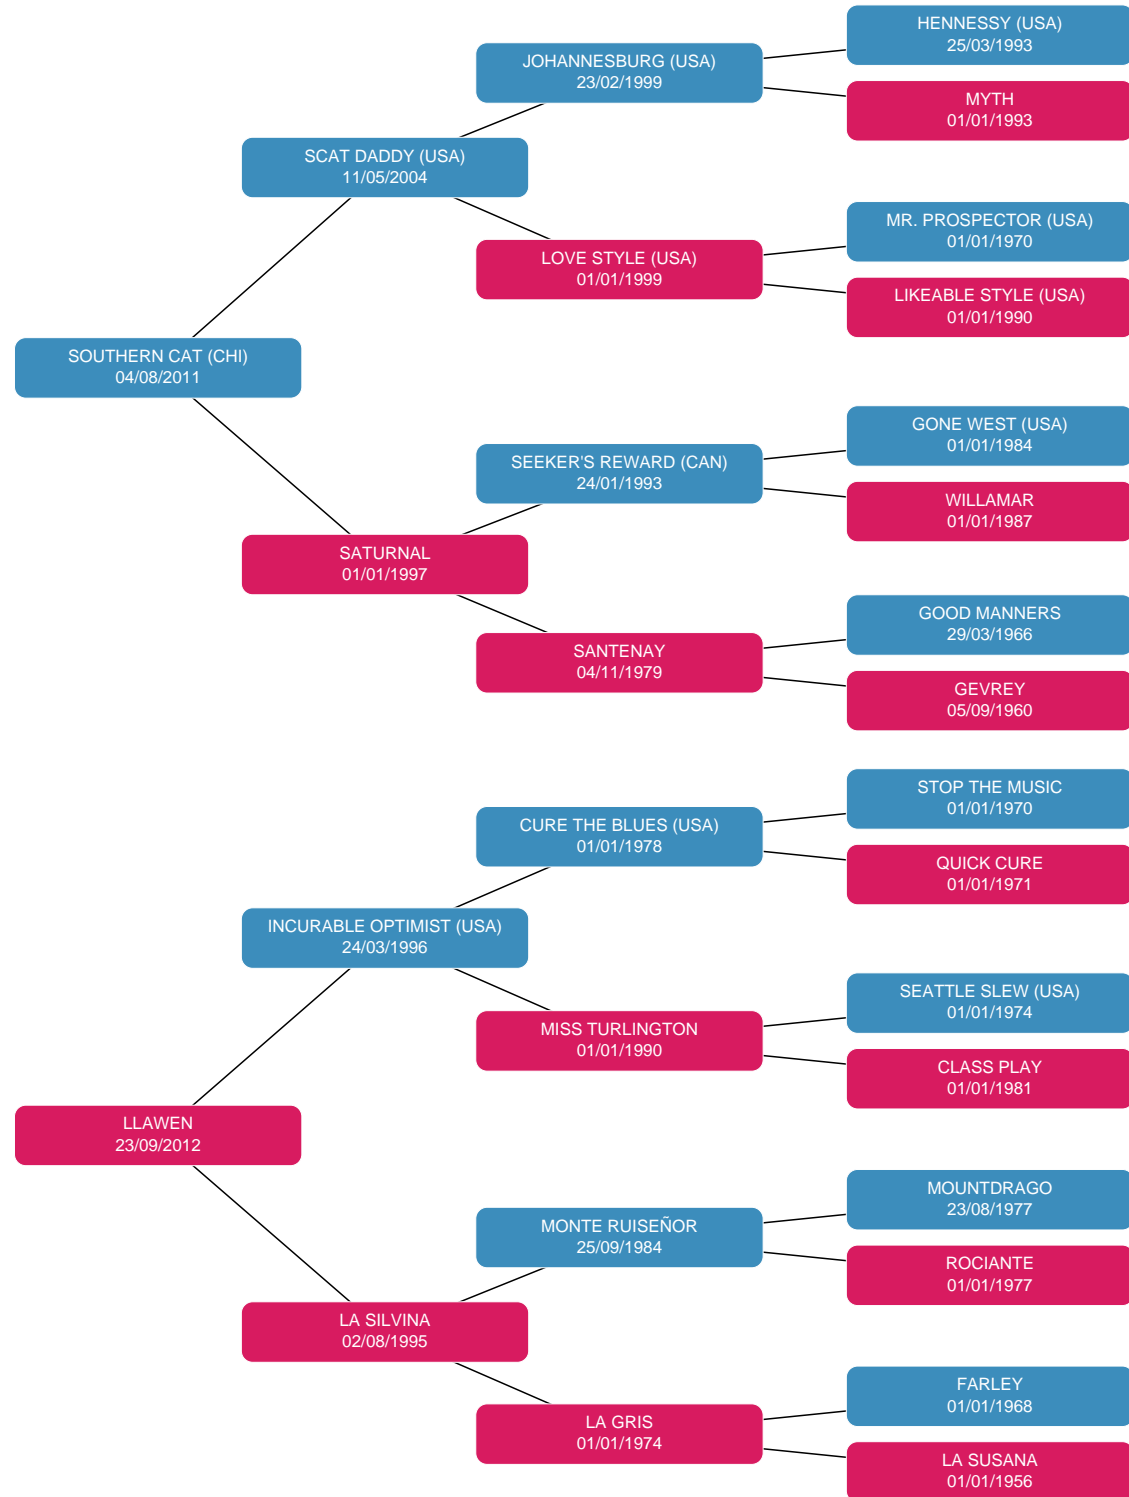 HENNESSY (USA)
25/03/1993
JOHANNESBURG (USA)
23/02/1999
MYTH
01/01/1993
SCAT DADDY (USA)
11/05/2004
MR. PROSPECTOR (USA)
01/01/1970
LOVE STYLE (USA)
01/01/1999
LIKEABLE STYLE (USA)
01/01/1990
SOUTHERN CAT (CHI)
04/08/2011
GONE WEST (USA)
01/01/1984
SEEKER'S REWARD (CAN)
24/01/1993
WILLAMAR
01/01/1987
SATURNAL
01/01/1997
GOOD MANNERS
29/03/1966
SANTENAY
04/11/1979
GEVREY
05/09/1960
STOP THE MUSIC
01/01/1970
CURE THE BLUES (USA)
01/01/1978
QUICK CURE
01/01/1971
INCURABLE OPTIMIST (USA)
24/03/1996
SEATTLE SLEW (USA)
01/01/1974
MISS TURLINGTON
01/01/1990
CLASS PLAY
01/01/1981
LLAWEN
23/09/2012
MOUNTDRAGO
23/08/1977
MONTE RUISEÑOR
25/09/1984
ROCIANTE
01/01/1977
LA SILVINA
02/08/1995
FARLEY
01/01/1968
LA GRIS
01/01/1974
LA SUSANA
01/01/1956